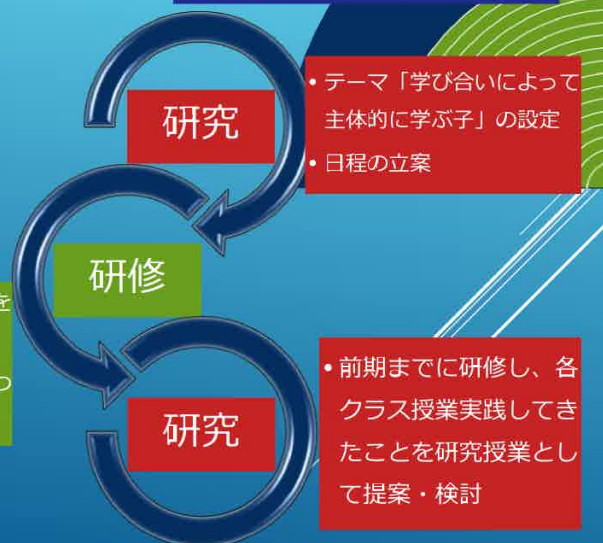 研究
• テーマ「学び合いによって
主体的に学ぶ子」の設定
• 日程の立案
研修
を
つ
研究
• 前期までに研修し、各
クラス授業実践してき
たことを研究授業とし
て提案・検討